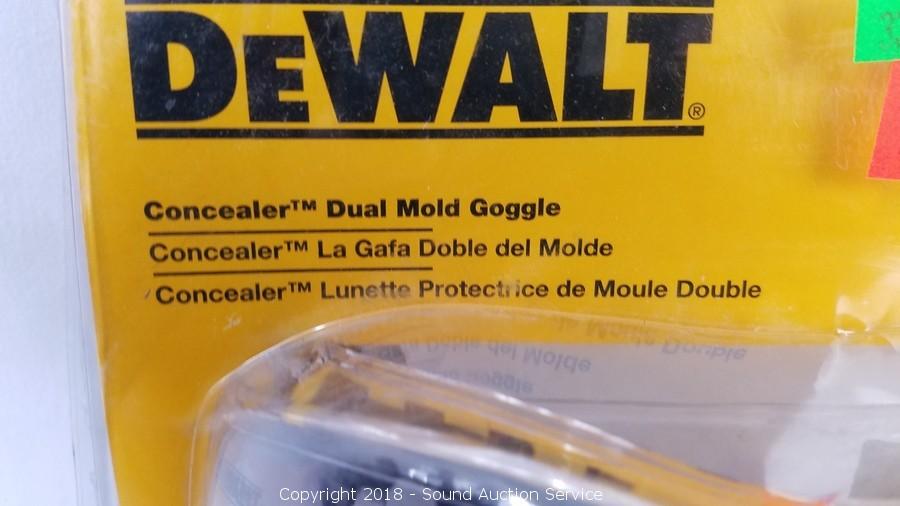 DEWALT®
Concealer™ Dual Mold Goggle
Concealer™ La Gafa Doble del Molde
Concealer™ Lunette Protectrice de Moule Double
Copyright 2018 - Sound Auction Service